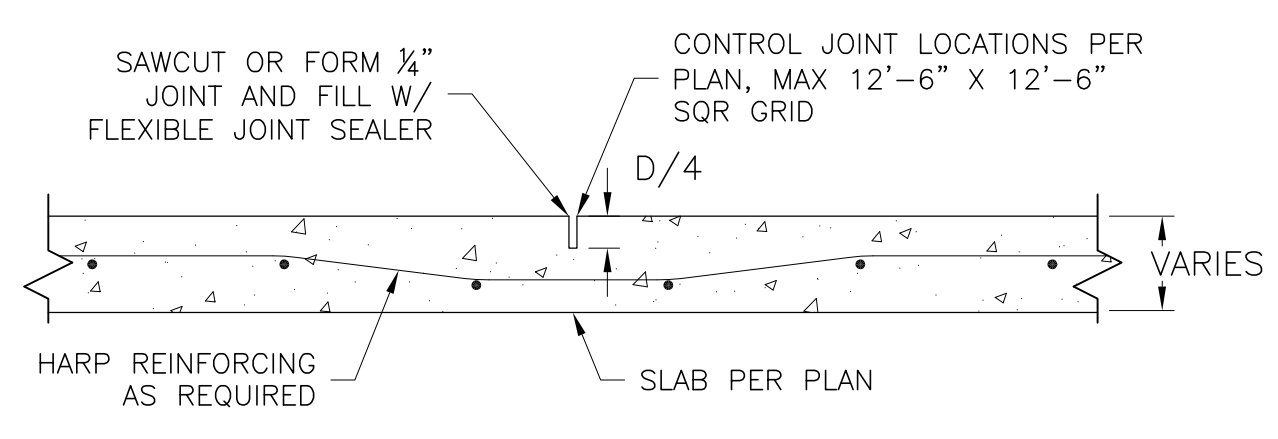 SAWCUT OR FORM ¼”
JOINT AND FILL W/
FLEXIBLE JOINT SEALER
CONTROL JOINT LOCATIONS PER
PLAN, MAX 12’–6” X 12’–6”
SQR GRID
D/4
VARIES
HARP REINFORCING
AS REQUIRED
SLAB PER PLAN